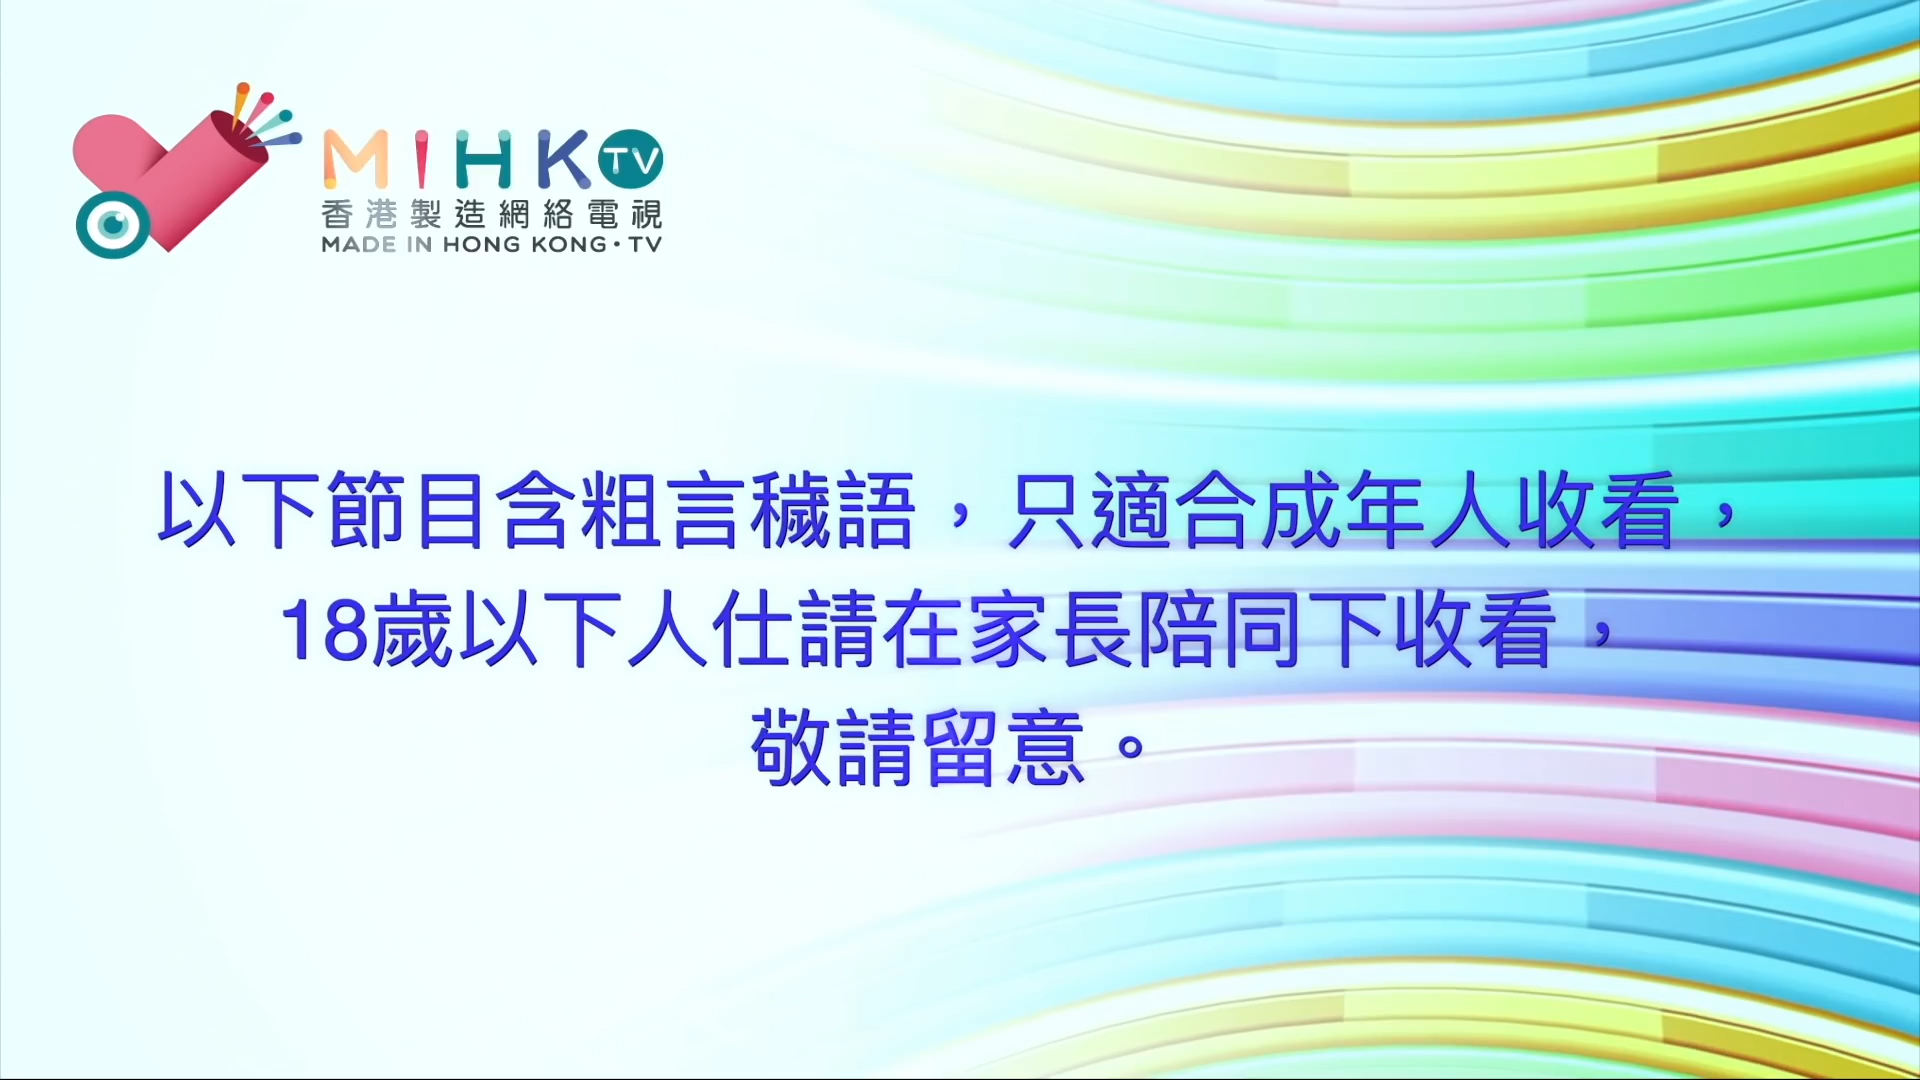 MIHK TV
香港製造網絡電視
MADE IN HONG KONG・TV
以下節目含粗言穢語，只適合成年人收看，
18歲以下人仕請在家長陪同下收看，
敬請留意。